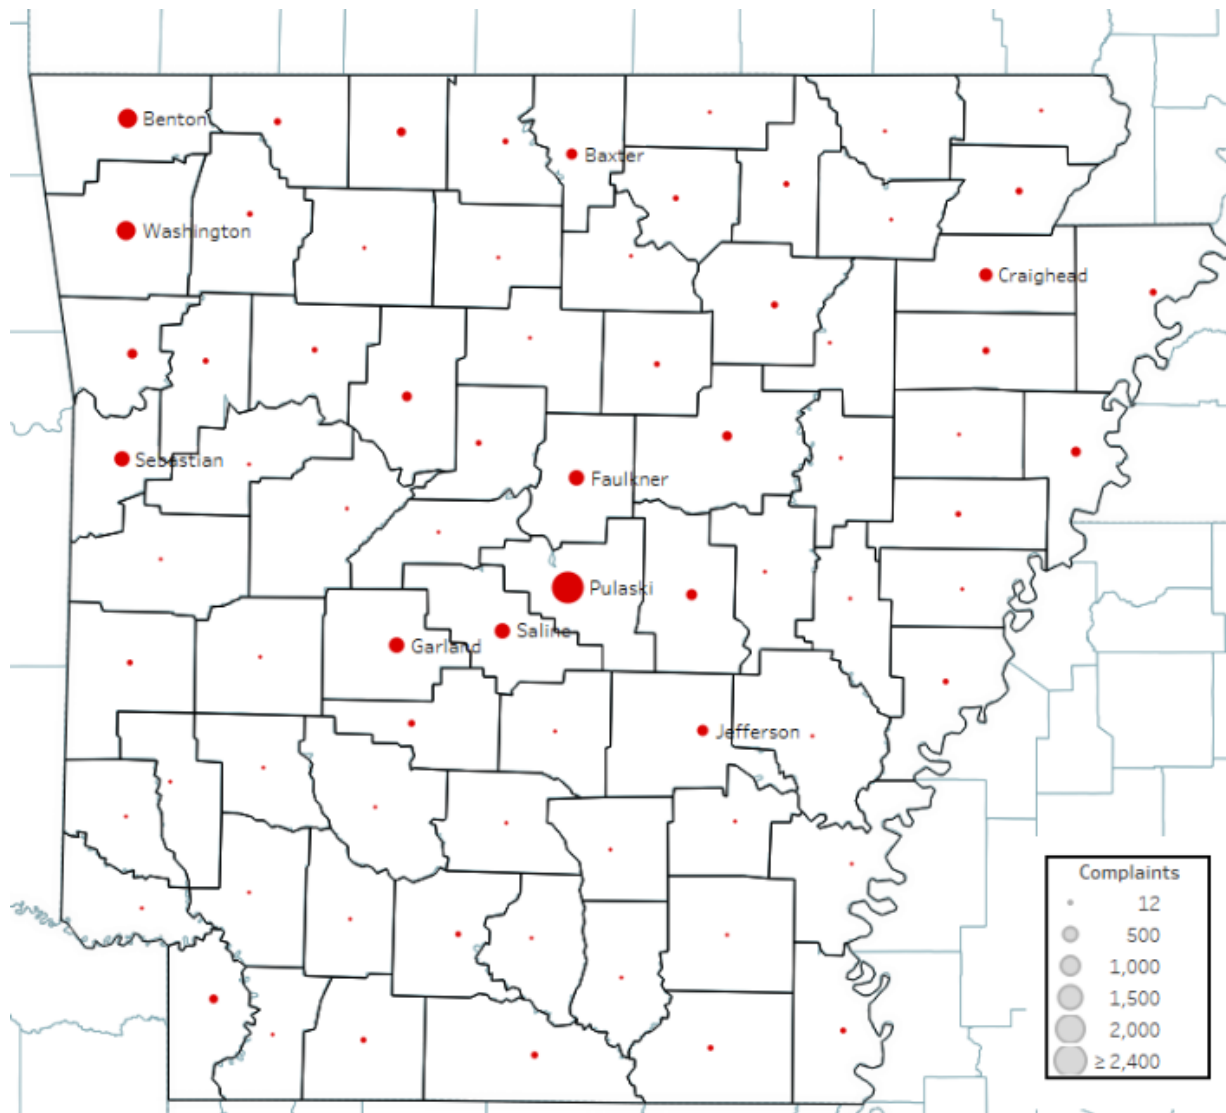 Benton
Baxter
Washington
Craighead
Sebastian
Faulkner
Pulaski
Saline
Garland
Jefferson
Complaints
12
500
1,000
1,500
2,000
≥ 2,400